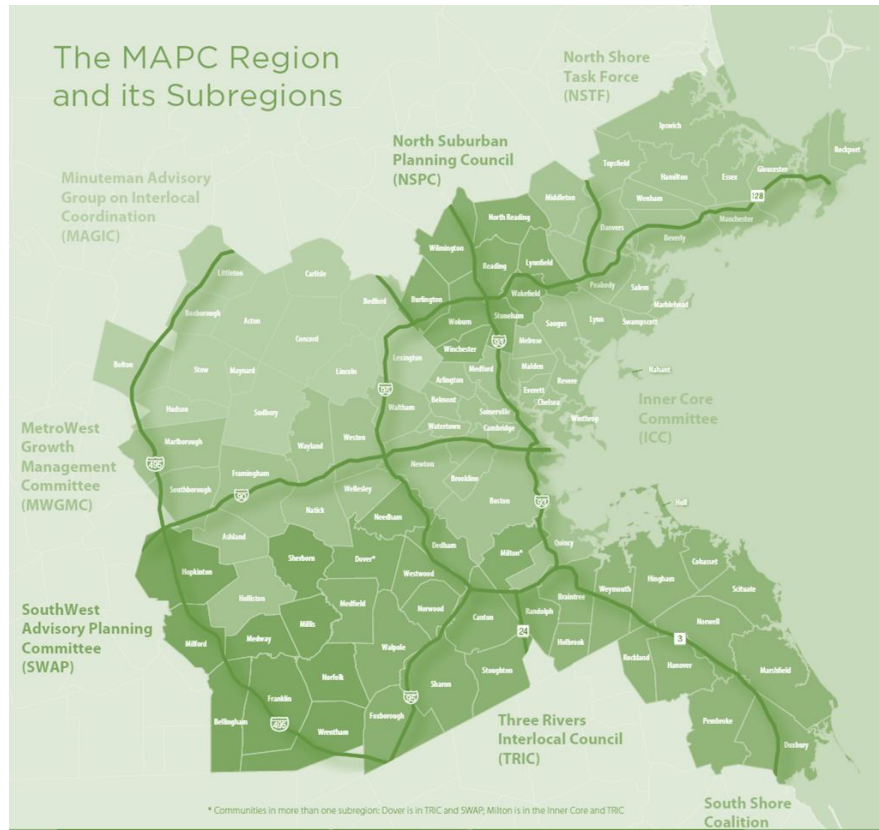 The MAPC Region
and its Subregions
North Shore
Task Force
(NSTF)
North Suburban
Planning Council
(NSPC)
Minuteman Advisory
Group on Interlocal
Coordination
(MAGIC)
MetroWest
Growth
Management
Committee
(MWGMC)
Inner Core
Committee
(ICC)
SouthWest
Advisory Planning
Committee
(SWAP)
Three Rivers
Interlocal Council
(TRIC)
South Shore
Coalition
Ipswich
Rockport
Topsfield
Hamilton
Essex
Gloucester
Middleton
Wenham
128
Manchester
North Reading
Danvers
Beverly
Wilmington
Reading
Lynnfield
Littleton
Carlisle
Bedford
Burlington
Wakefield
Peabody
Salem
Marblehead
Boxborough
Acton
Woburn
Stoneham
Saugus
Lynn
Swampscott
Concord
Lexington
Winchester
93
Melrose
Bolton
Stow
Maynard
Lincoln
Arlington
Medford
Malden
Revere
Nahant
95
Everett
Chelsea
Hudson
Sudbury
Waltham
Belmont
Somerville
Winthrop
Marlborough
Wayland
Weston
Watertown
Cambridge
495
Southborough
Framingham
90
Newton
Brookline
Wellesley
Boston
93
Hull
Natick
Needham
Ashland
Dedham
Milton*
Quincy
Hopkinton
Sherborn
Dover*
Westwood
Cohasset
Hingham
Scituate
Holliston
Medfield
Norwood
Canton
Randolph
Braintree
Weymouth
Norwell
Milford
Medway
Millis
Walpole
24
Holbrook
3
Rockland
Hanover
Marshfield
Norfolk
Sharon
Stoughton
Franklin
95
Bellingham
495
Wrentham
Foxborough
Pembroke
Duxbury
* Communities in more than one subregion: Dover is in TRIC and SWAP; Milton is in the Inner Core and TRIC